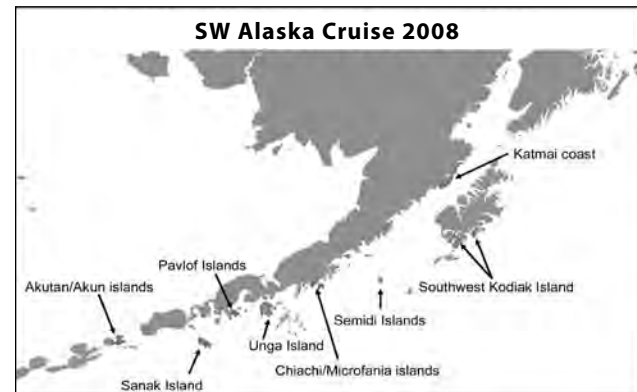 SW Alaska Cruise 2008
Katmai coast
Pavlof Islands
Akutan/Akun islands
Southwest Kodiak Island
Semidi Islands
Unga Island
Chiachi/Microfania islands
Sanak Island